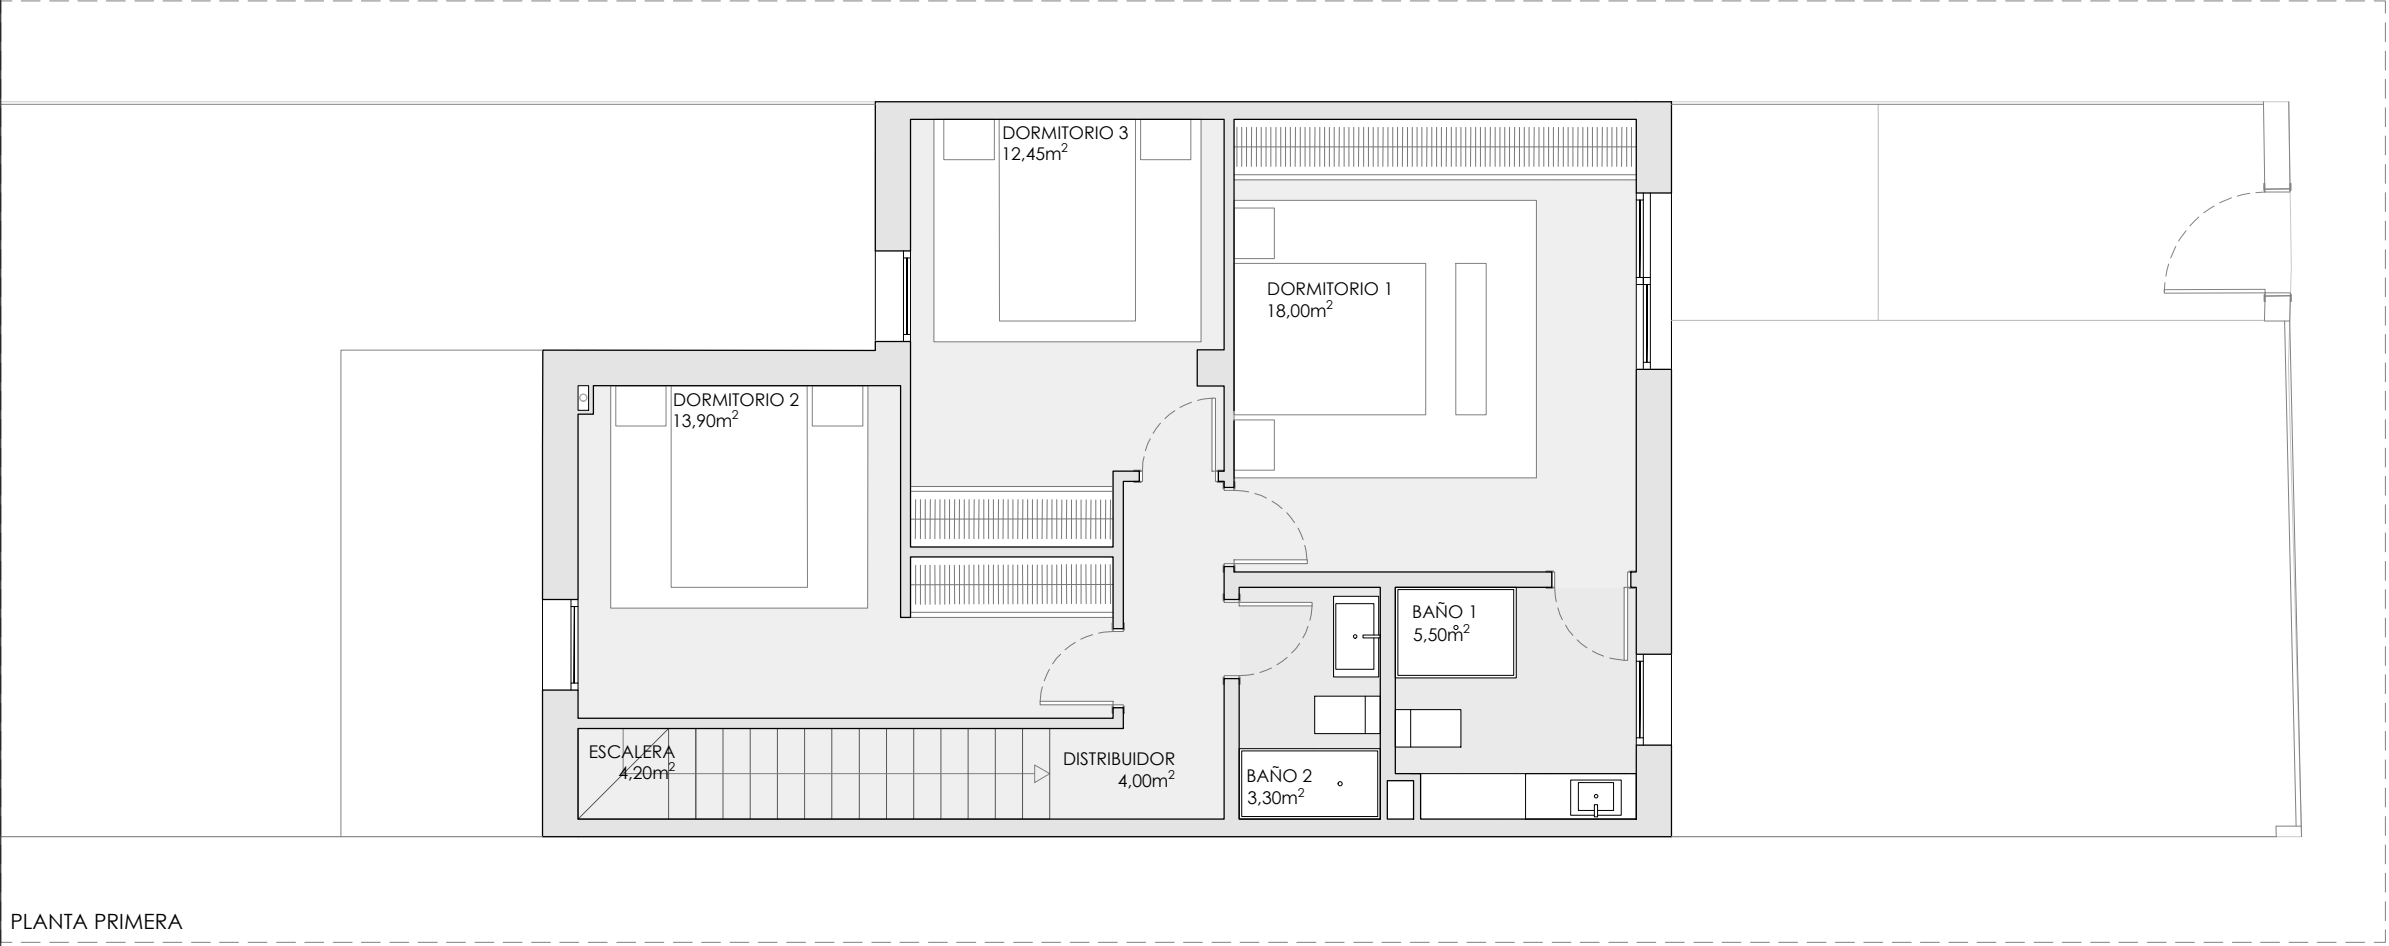 DORMITORIO 3
12,45m²
DORMITORIO 1
18,00m²
DORMITORIO 2
13,90m²
BAÑO 1
5,50m²
ESCALERA
4,20m²
DISTRIBUIDOR
4,00m²
BAÑO 2
3,30m²
PLANTA PRIMERA